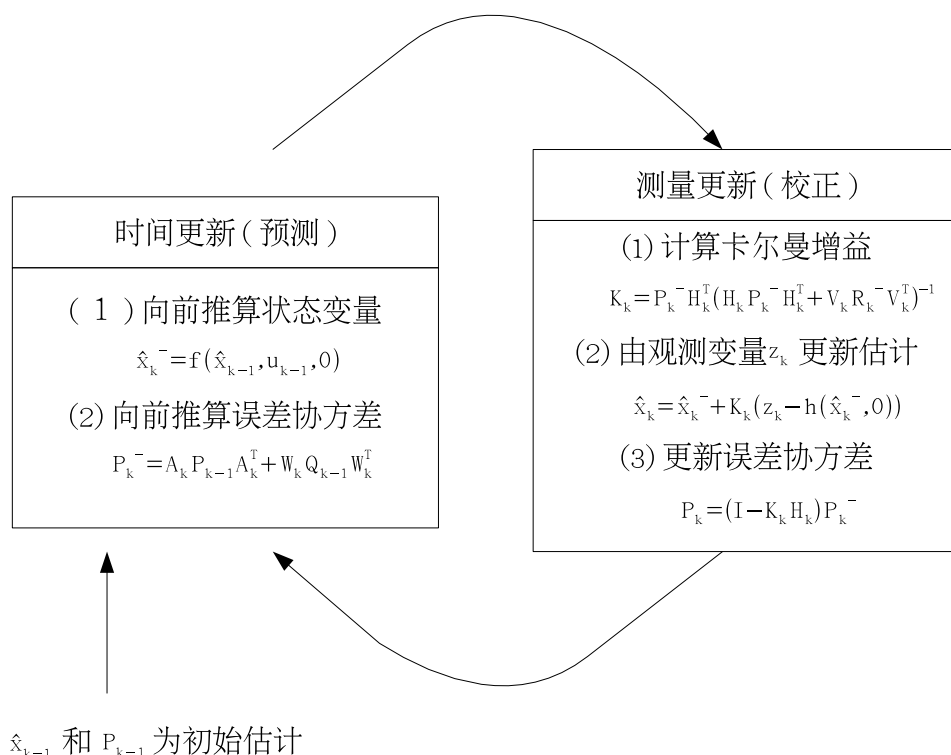 时间更新(预测)
(1)向前推算状态变量
x̂ₖ⁻=f(x̂ₖ₋₁,uₖ₋₁,0)
(2)向前推算误差协方差
Pₖ⁻=AₖPₖ₋₁Aₖᵀ+WₖQₖ₋₁Wₖᵀ
测量更新(校正)
(1)计算卡尔曼增益
Kₖ=Pₖ⁻Hₖᵀ(HₖPₖ⁻Hₖᵀ+VₖRₖ⁻Vₖᵀ)⁻¹
(2)由观测变量zₖ更新估计
x̂ₖ=x̂ₖ⁻+Kₖ(zₖ−h(x̂ₖ⁻,0))
(3)更新误差协方差
Pₖ=(I−KₖHₖ)Pₖ⁻
x̂ₖ₋₁和Pₖ₋₁为初始估计